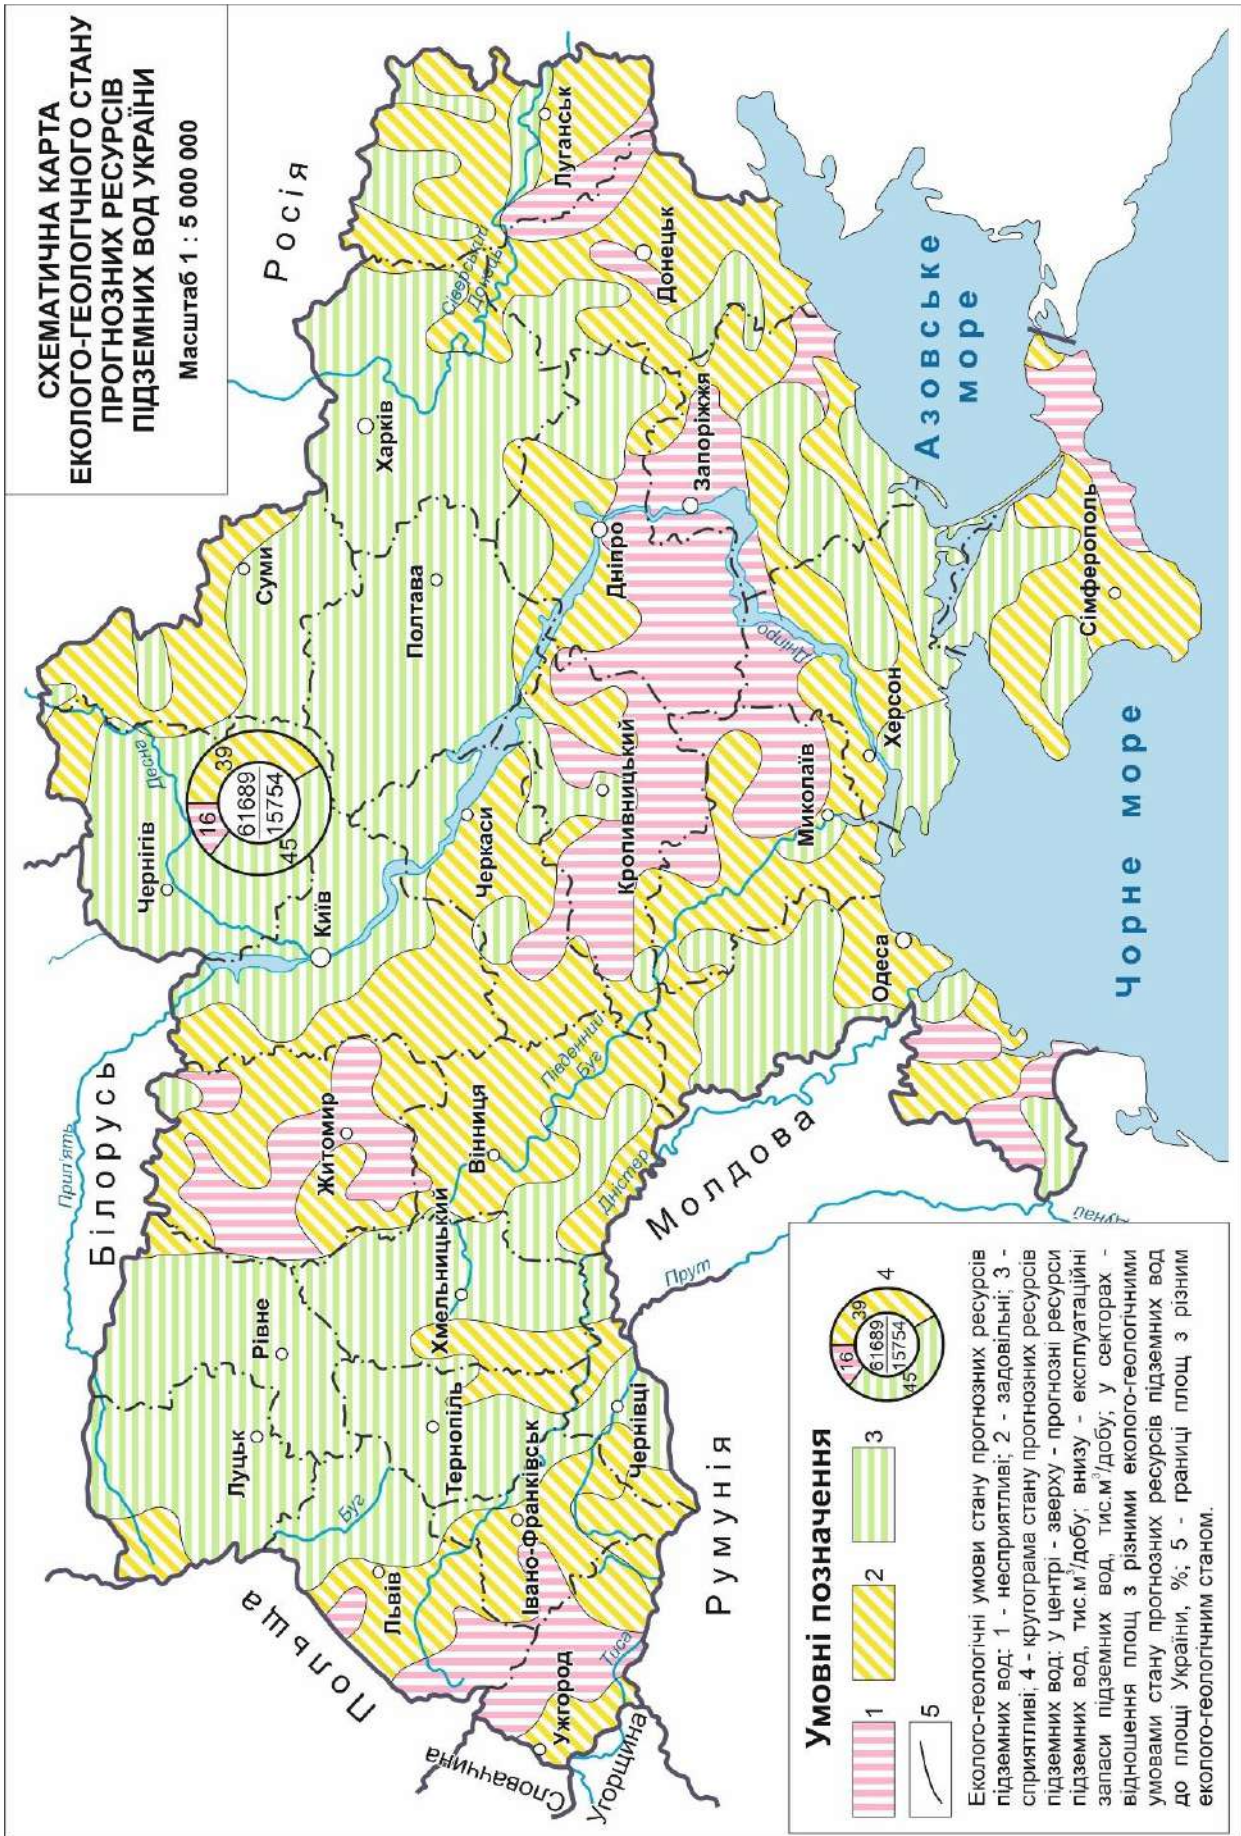 СХЕМАТИЧНА КАРТА
ЕКОЛОГО-ГЕОЛОГІЧНОГО СТАНУ
ПРОГНОЗНИХ РЕСУРСІВ
ПІДЗЕМНИХ ВОД УКРАЇНИ
Масштаб 1 : 5 000 000
Росія
Білорусь
Польща
Словаччина
Угорщина
Румунія
Молдова
Прип'ять
Десна
Сіверський
Донець
Буг
Південний
Буг
Дністер
Прут
Тиса
Дніпро
Дунай
Чернігів
Суми
Київ
Харків
Полтава
Луганськ
Донецьк
Запоріжжя
Дніпро
Черкаси
Кропивницький
Миколаїв
Херсон
Одеса
Сімферополь
Житомир
Вінниця
Хмельницький
Рівне
Луцьк
Тернопіль
Львів
Івано-Франківськ
Чернівці
Ужгород
Азовське
море
Чорне море
16
39
61689
15754
45
Умовні позначення
1
2
3
16
39
61689
15754
45
4
5
Еколого-геологічні умови стану прогнозних ресурсів
підземних вод: 1 - несприятливі; 2 - задовільні; 3 -
сприятливі; 4 - кругограма стану прогнозних ресурсів
підземних вод: у центрі - зверху - прогнозні ресурси
підземних вод, тис.м³/добу; внизу - експлуатаційні
запаси підземних вод, тис.м³/добу; у секторах -
відношення площ з різними еколого-геологічними
умовами стану прогнозних ресурсів підземних вод
до площі України, %; 5 - границі площ з різним
еколого-геологічним станом.